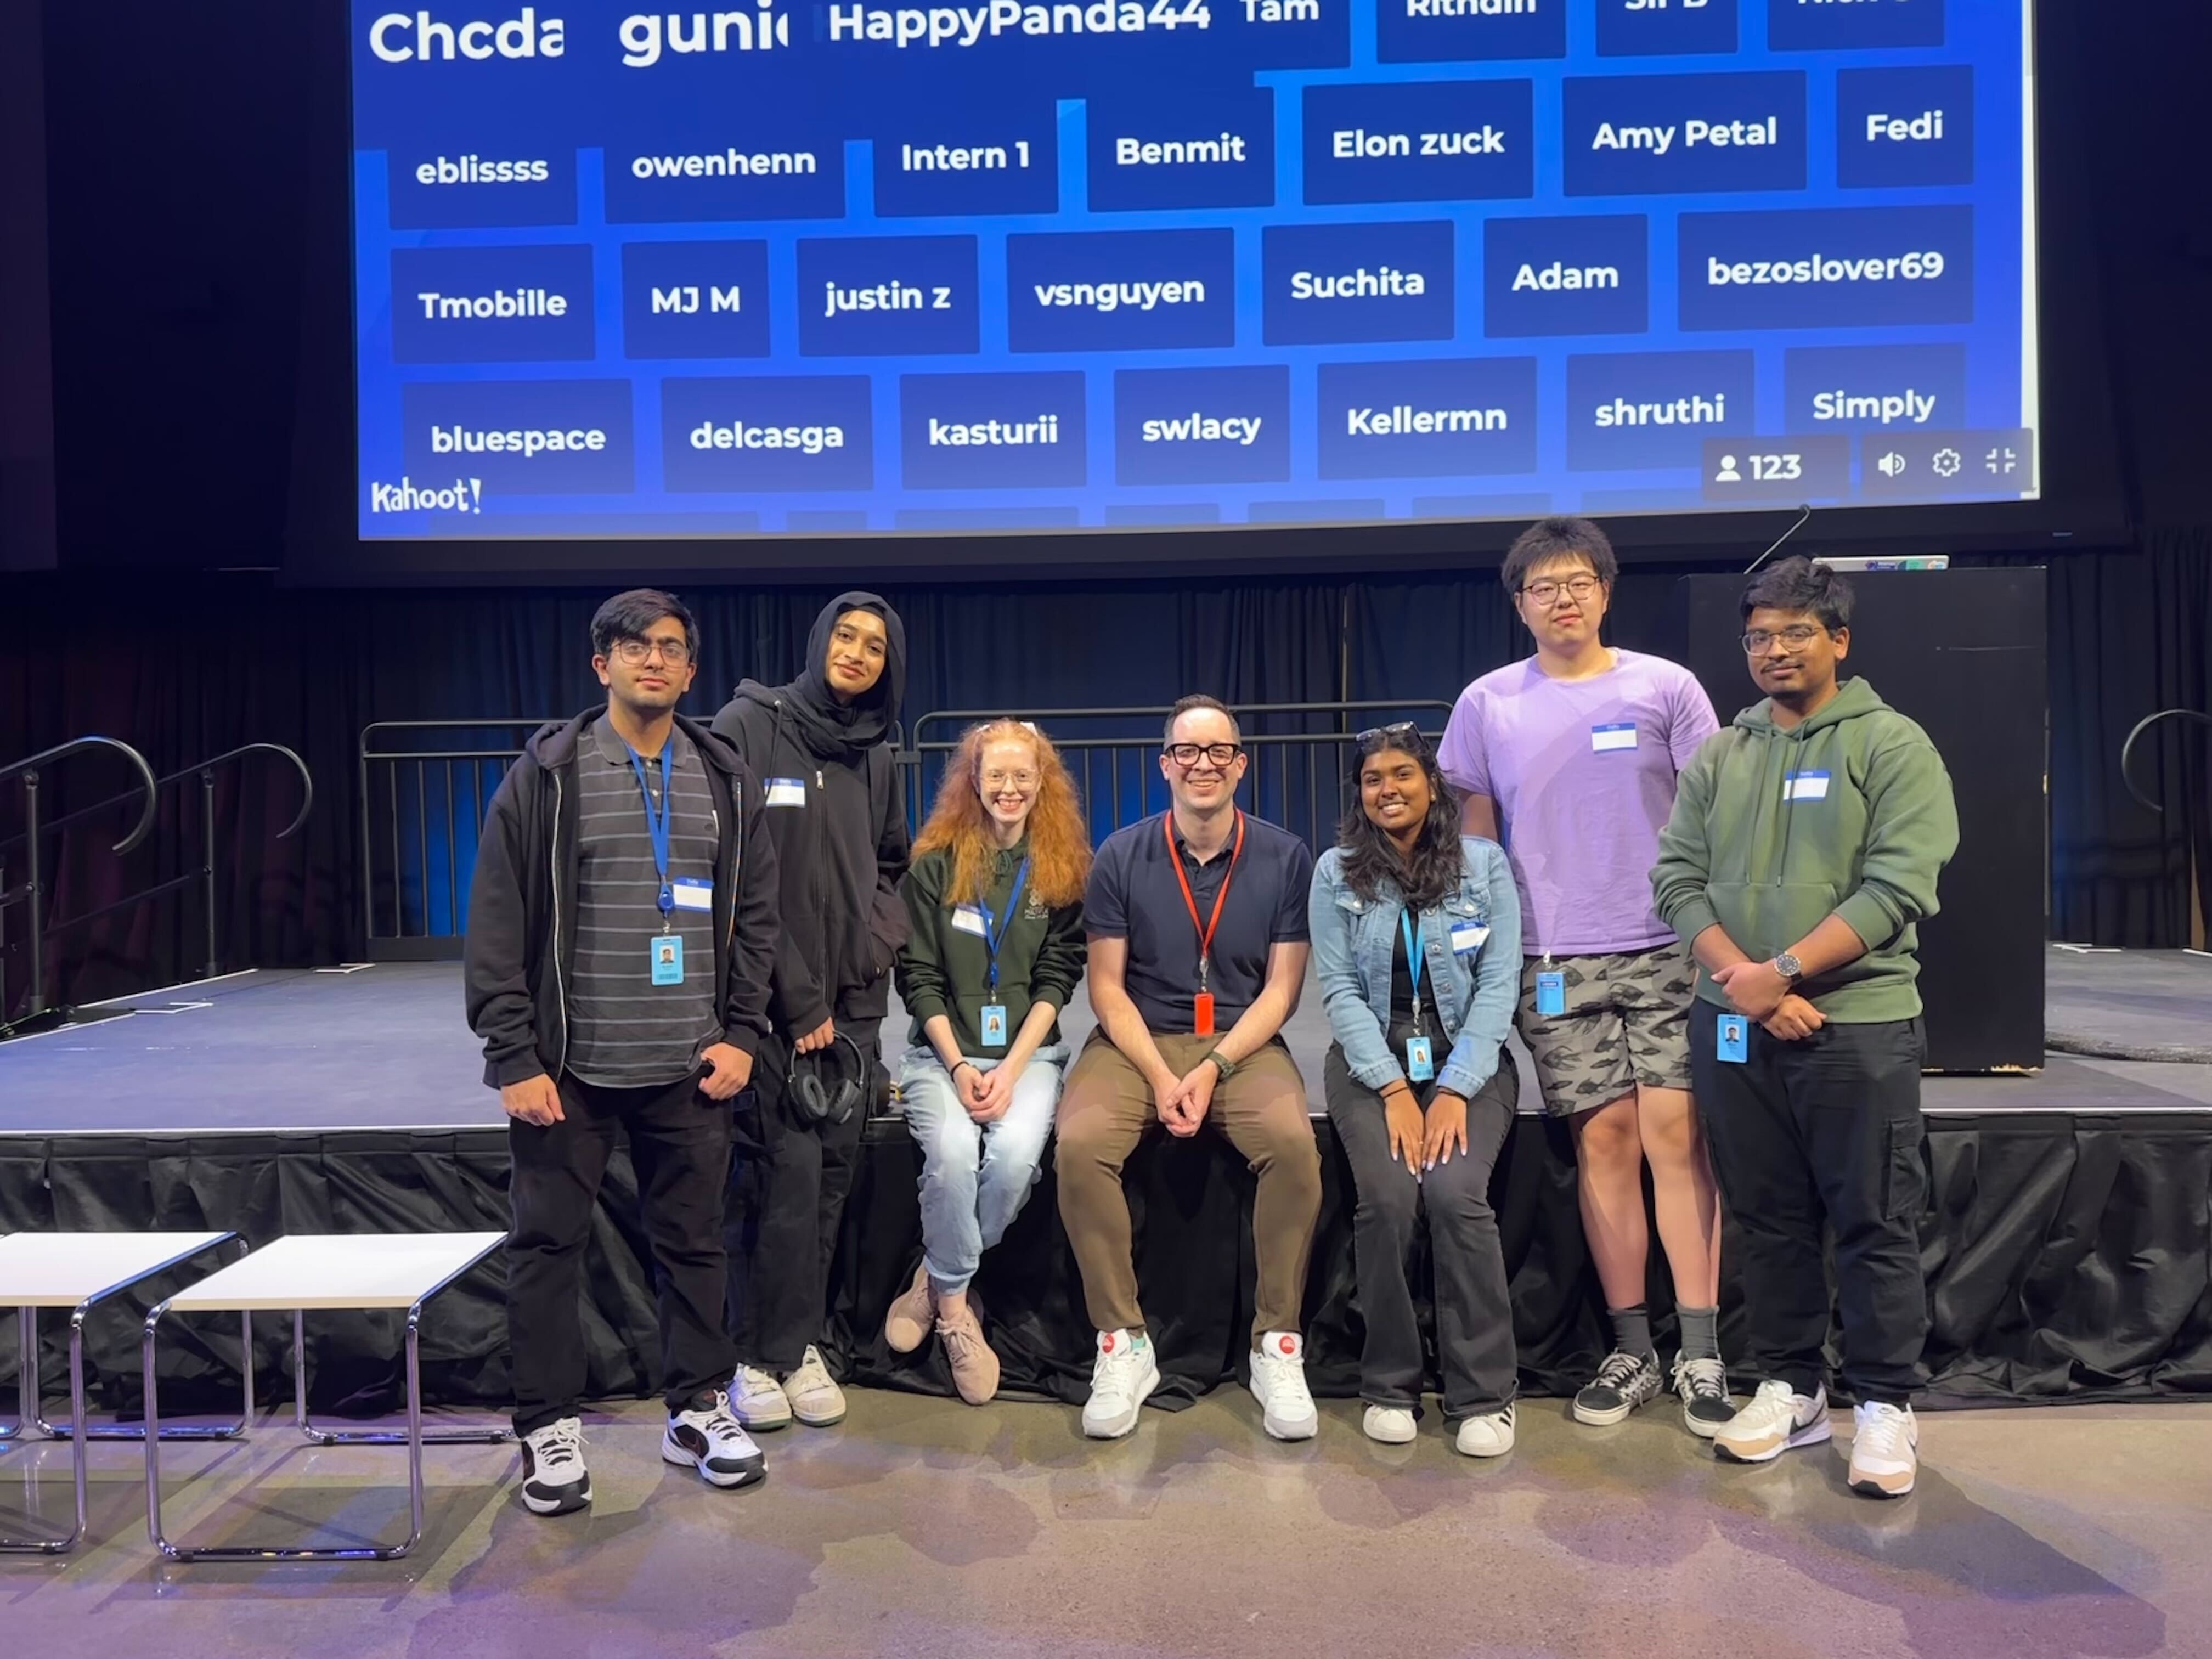 HappyPanda44
Tam
eblissss
owenhenn
Intern 1
Benmit
Elon zuck
Amy Petal
Fedi
Tmobille
MJ M
justin z
vsnguyen
Suchita
Adam
bezoslover69
bluespace
delcasga
kasturii
swlacy
Kellermn
shruthi
Simply
123
Kahoot!